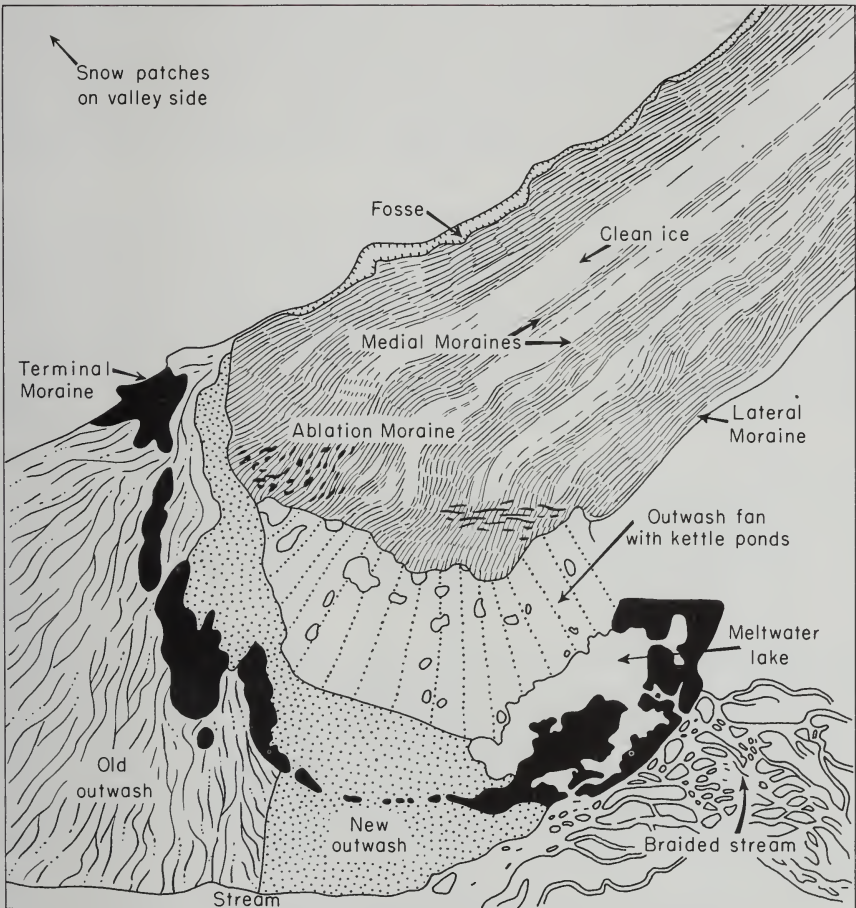 Snow patches
on valley side
Fosse
Clean ice
Medial Moraines
Terminal
Moraine
Lateral
Moraine
Ablation Moraine
Outwash fan
with kettle ponds
Meltwater
lake
Old
outwash
New
outwash
Braided stream
Stream